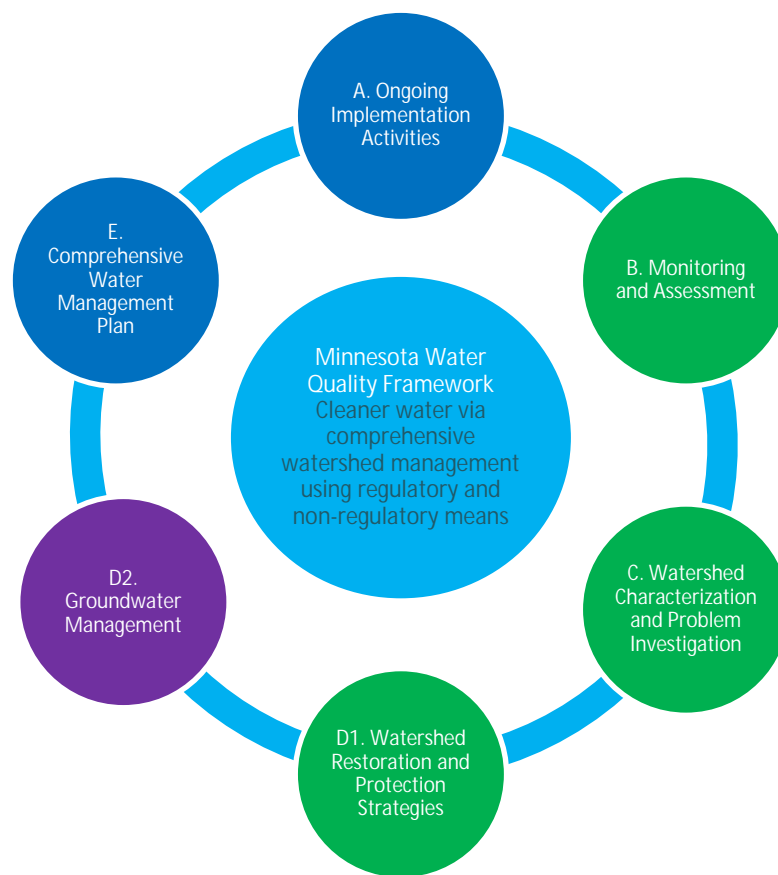 A. Ongoing
Implementation
Activities
B. Monitoring
and Assessment
C. Watershed
Characterization
and Problem
Investigation
D1. Watershed
Restoration and
Protection
Strategies
D2.
Groundwater
Management
E.
Comprehensive
Water
Management
Plan
Minnesota Water
Quality Framework
Cleaner water via
comprehensive
watershed management
using regulatory and
non-regulatory means